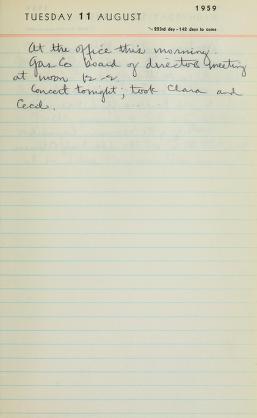 1959
TUESDAY 11 AUGUST
223rd day - 142 days to come
At the office this morning.
Gas Co board of directors meeting
at noon 12-2.
Concert tonight; took Clara and
Cecil.